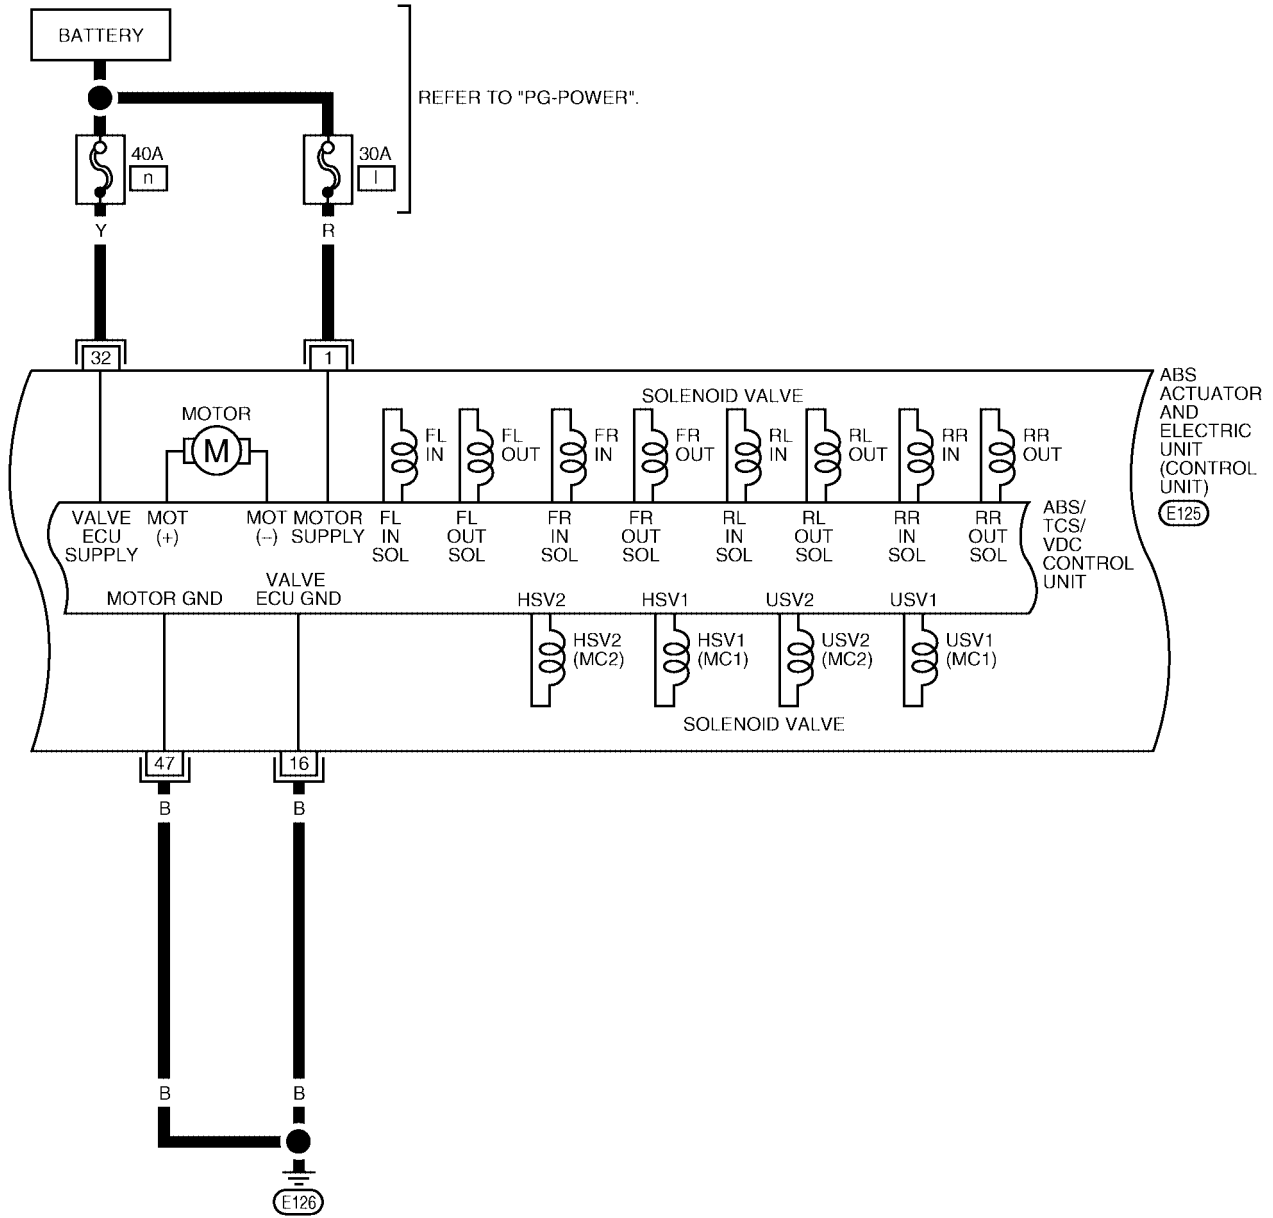 BATTERY
REFER TO "PG-POWER".
40A
n
30A
l
Y
R
32
1
SOLENOID VALVE
MOTOR
M
FL
IN
FL
OUT
FR
IN
FR
OUT
RL
IN
RL
OUT
RR
IN
RR
OUT
ABS
ACTUATOR
AND
ELECTRIC
UNIT
(CONTROL
UNIT)
E125
VALVE
ECU
SUPPLY
MOT
(+)
MOT
(--)
MOTOR
SUPPLY
FL
IN
SOL
FL
OUT
SOL
FR
IN
SOL
FR
OUT
SOL
RL
IN
SOL
RL
OUT
SOL
RR
IN
SOL
RR
OUT
SOL
ABS/
TCS/
VDC
CONTROL
UNIT
MOTOR GND
VALVE
ECU GND
HSV2
HSV1
USV2
USV1
HSV2
(MC2)
HSV1
(MC1)
USV2
(MC2)
USV1
(MC1)
SOLENOID VALVE
47
16
B
B
B
B
E126